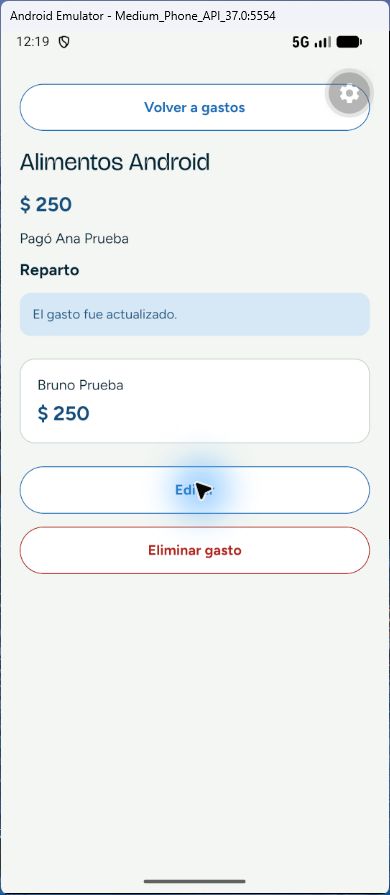 Android Emulator - Medium_Phone_API_37.0:5554
12:19
5G
Volver a gastos
Alimentos Android
$ 250
Pagó Ana Prueba
Reparto
El gasto fue actualizado.
Bruno Prueba
$ 250
Eliminar gasto